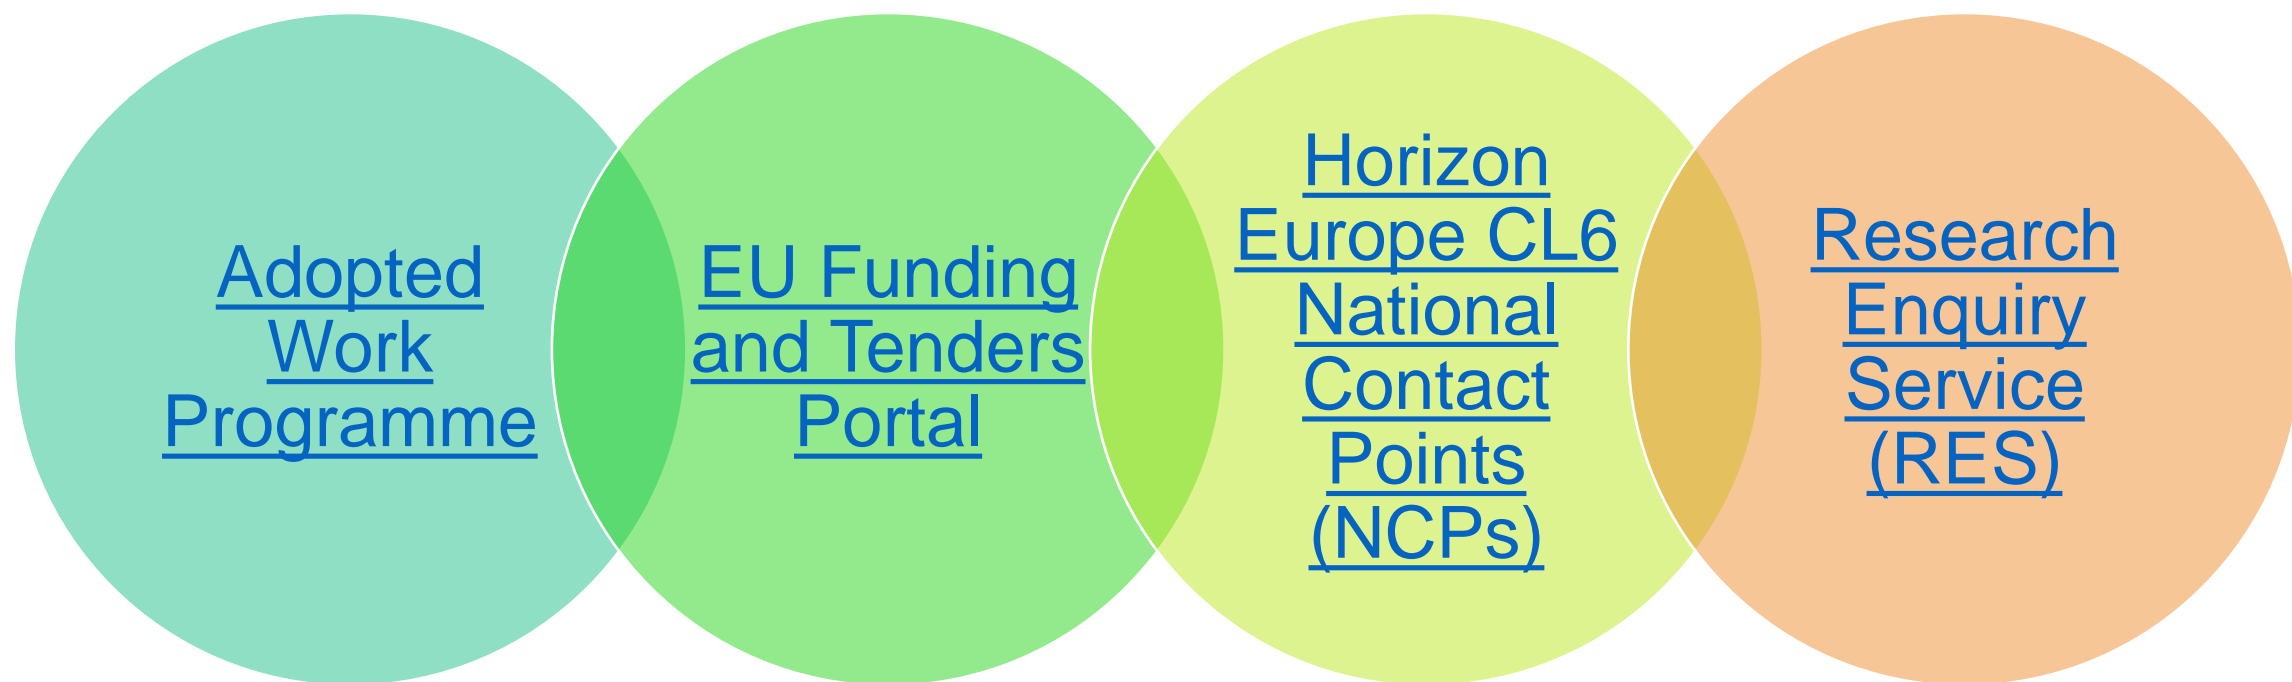 Adopted
Work
Programme
EU Funding
and Tenders
Portal
Horizon
Europe CL6
National
Contact
Points
(NCPs)
Research
Enquiry
Service
(RES)